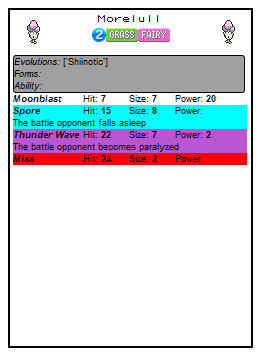 Morelull
2 GRASS FAIRY
Evolutions: ['Shiinotic']
Forms:
Ability:
Moonblast Hit: 7 Size: 7 Power: 20
Spore Hit: 15 Size: 8 Power:
The battle opponent falls asleep
Thunder Wave Hit: 22 Size: 7 Power: 2
The battle opponent becomes paralyzed
Miss Hit: 24 Size: 2 Power: